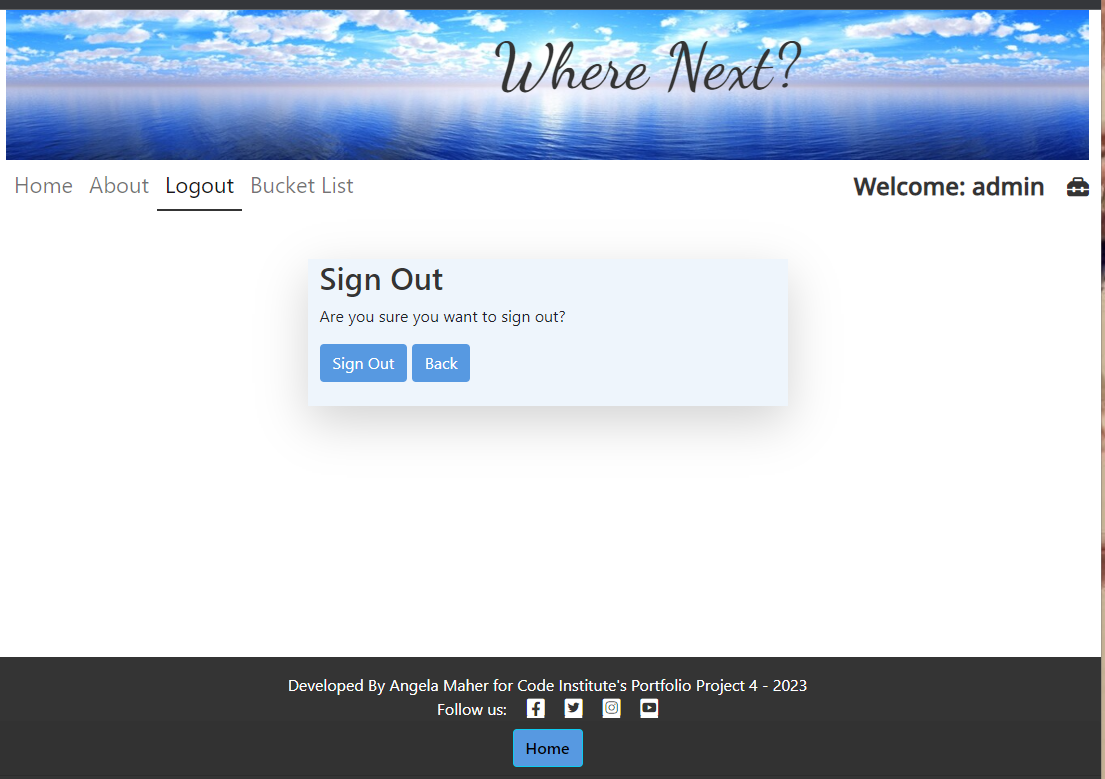 Where Next?
Home About Logout Bucket List Welcome: admin
Sign Out
Are you sure you want to sign out?
Sign Out Back
Developed By Angela Maher for Code Institute's Portfolio Project 4 - 2023
Follow us:
Home